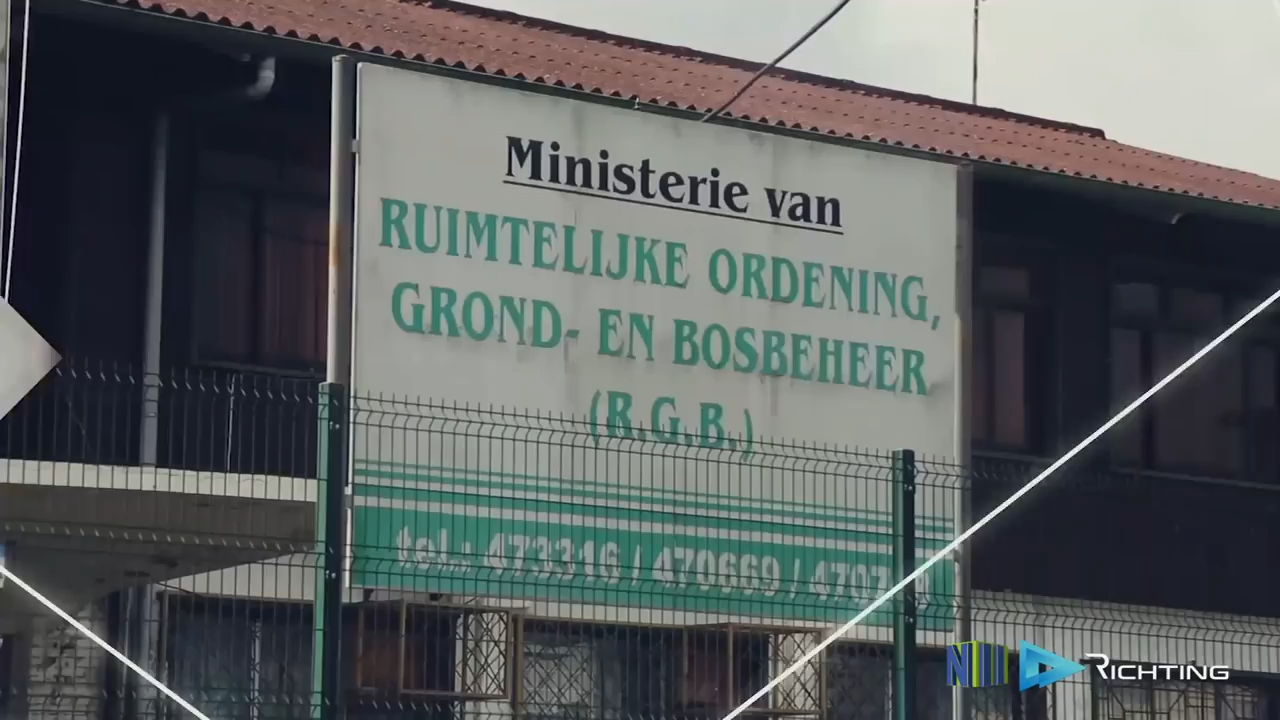 Ministerie van
RUIMTELIJKE ORDENING,
GROND- EN BOSBEHEER
(R.G.B.)
tel.: 473316 / 470669 /
RICHTING